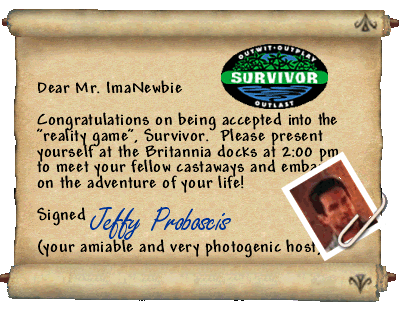 OUTWIT · OUTPLAY
SURVIVOR
OUTLAST
Dear Mr. ImaNewbie
Congratulations on being accepted into the
"reality game", Survivor. Please present
yourself at the Britannia docks at 2:00 pm
to meet your fellow castaways and emba
on the adventure of your life!
Signed Jeffy Proboscis
(your amiable and very photogenic host